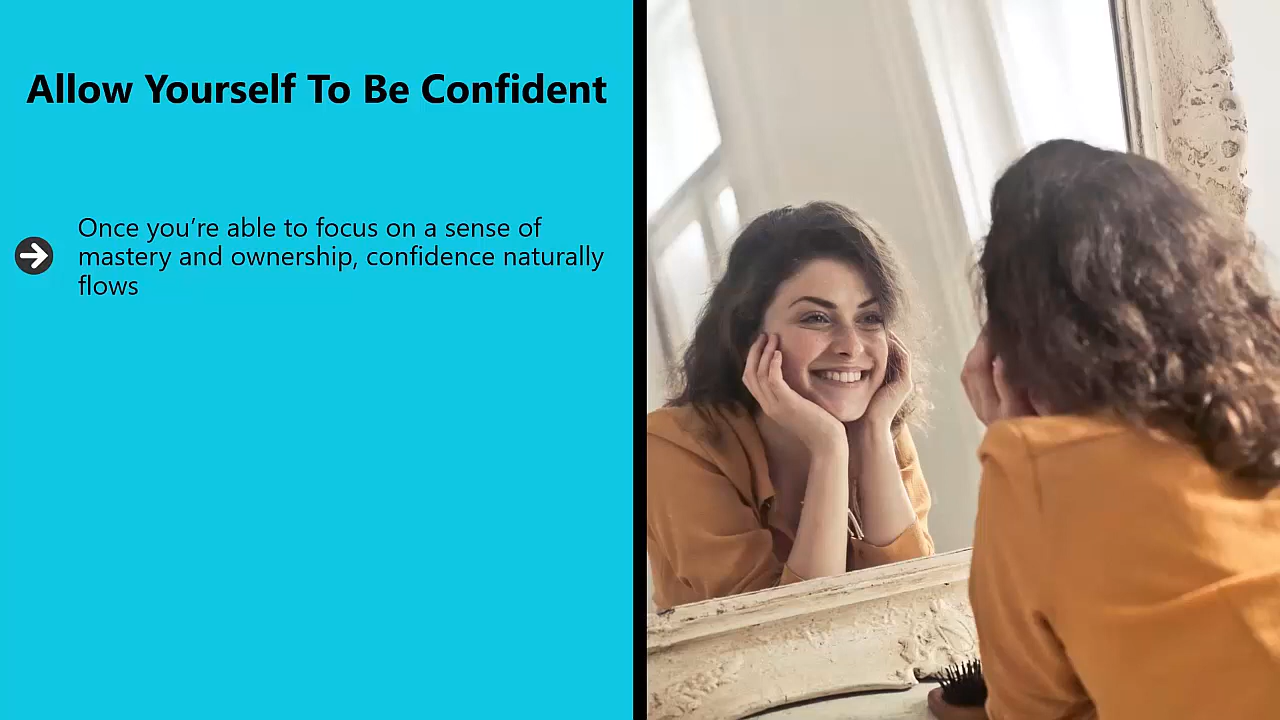 Allow Yourself To Be Confident
Once you’re able to focus on a sense of
mastery and ownership, confidence naturally
flows